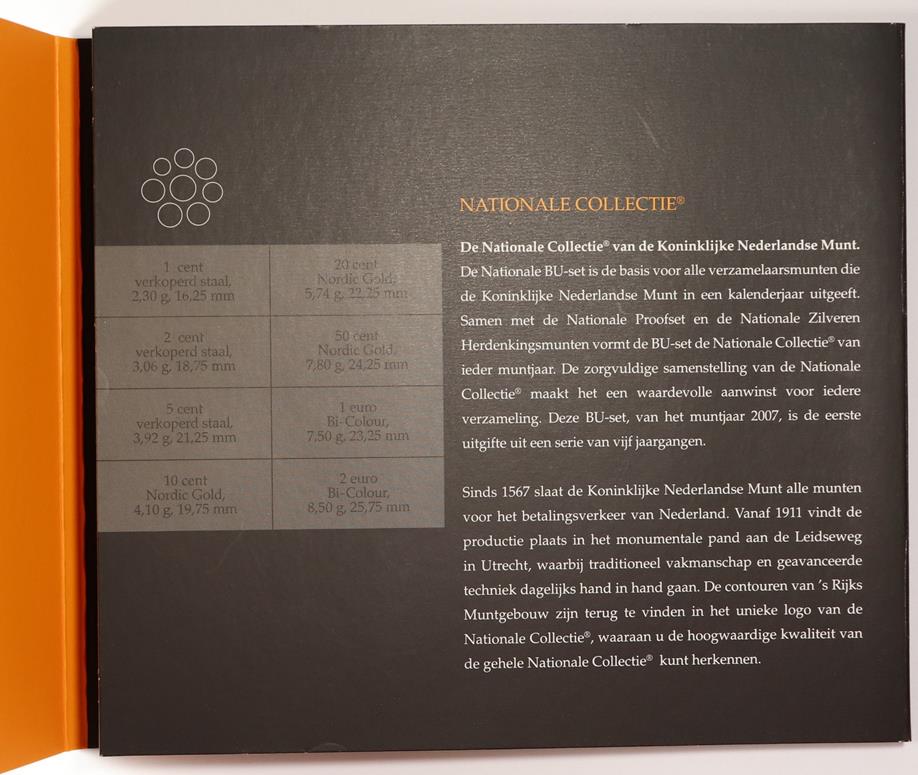 1 cent
verkoperd staal,
2,30 g, 16,25 mm
20 cent
Nordic Gold,
5,74 g, 22,25 mm
2 cent
verkoperd staal,
3,06 g, 18,75 mm
50 cent
Nordic Gold,
7,80 g, 24,25 mm
5 cent
verkoperd staal,
3,92 g, 21,25 mm
1 euro
Bi-Colour,
7,50 g, 23,25 mm
10 cent
Nordic Gold,
4,10 g, 19,75 mm
2 euro
Bi-Colour,
8,50 g, 25,75 mm
NATIONALE COLLECTIE®
De Nationale Collectie® van de Koninklijke Nederlandse Munt.
De Nationale BU-set is de basis voor alle verzamelaarsmunten die
de Koninklijke Nederlandse Munt in een kalenderjaar uitgeeft.
Samen met de Nationale Proofset en de Nationale Zilveren
Herdenkingsmunten vormt de BU-set de Nationale Collectie® van
ieder muntjaar. De zorgvuldige samenstelling van de Nationale
Collectie® maakt het een waardevolle aanwinst voor iedere
verzameling. Deze BU-set, van het muntjaar 2007, is de eerste
uitgifte uit een serie van vijf jaargangen.
Sinds 1567 slaat de Koninklijke Nederlandse Munt alle munten
voor het betalingsverkeer van Nederland. Vanaf 1911 vindt de
productie plaats in het monumentale pand aan de Leidseweg
in Utrecht, waarbij traditioneel vakmanschap en geavanceerde
techniek dagelijks hand in hand gaan. De contouren van 's Rijks
Muntgebouw zijn terug te vinden in het unieke logo van de
Nationale Collectie®, waaraan u de hoogwaardige kwaliteit van
de gehele Nationale Collectie® kunt herkennen.